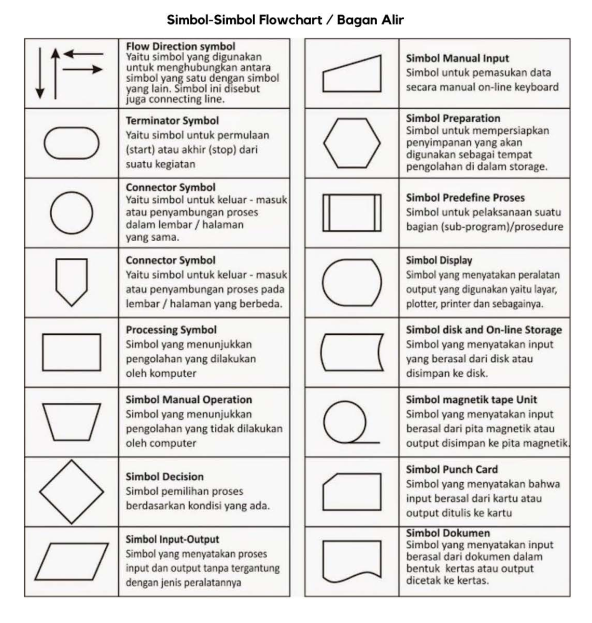 Simbol-Simbol Flowchart / Bagan Alir
Flow Direction symbol
Yaitu simbol yang digunakan
untuk menghubungkan antara
simbol yang satu dengan simbol
yang lain. Simbol ini disebut
juga connecting line.
Terminator Symbol
Yaitu simbol untuk permulaan
(start) atau akhir (stop) dari
suatu kegiatan
Connector Symbol
Yaitu simbol untuk keluar - masuk
atau penyambungan proses
dalam lembar / halaman
yang sama.
Connector Symbol
Yaitu simbol untuk keluar - masuk
atau penyambungan proses pada
lembar / halaman yang berbeda.
Processing Symbol
Simbol yang menunjukkan
pengolahan yang dilakukan
oleh komputer
Simbol Manual Operation
Simbol yang menunjukkan
pengolahan yang tidak dilakukan
oleh computer
Simbol Decision
Simbol pemilihan proses
berdasarkan kondisi yang ada.
Simbol Input-Output
Simbol yang menyatakan proses
input dan output tanpa tergantung
dengan jenis peralatannya
Simbol Manual Input
Simbol untuk pemasukan data
secara manual on-line keyboard
Simbol Preparation
Simbol untuk mempersiapkan
penyimpanan yang akan
digunakan sebagai tempat
pengolahan di dalam storage.
Simbol Predefine Proses
Simbol untuk pelaksanaan suatu
bagian (sub-program)/prosedure
Simbol Display
Simbol yang menyatakan peralatan
output yang digunakan yaitu layar,
plotter, printer dan sebagainya.
Simbol disk and On-line Storage
Simbol yang menyatakan input
yang berasal dari disk atau
disimpan ke disk.
Simbol magnetik tape Unit
Simbol yang menyatakan input
berasal dari pita magnetik atau
output disimpan ke pita magnetik.
Simbol Punch Card
Simbol yang menyatakan bahwa
input berasal dari kartu atau
output ditulis ke kartu
Simbol Dokumen
Simbol yang menyatakan input
berasal dari dokumen dalam
bentuk kertas atau output
dicetak ke kertas.